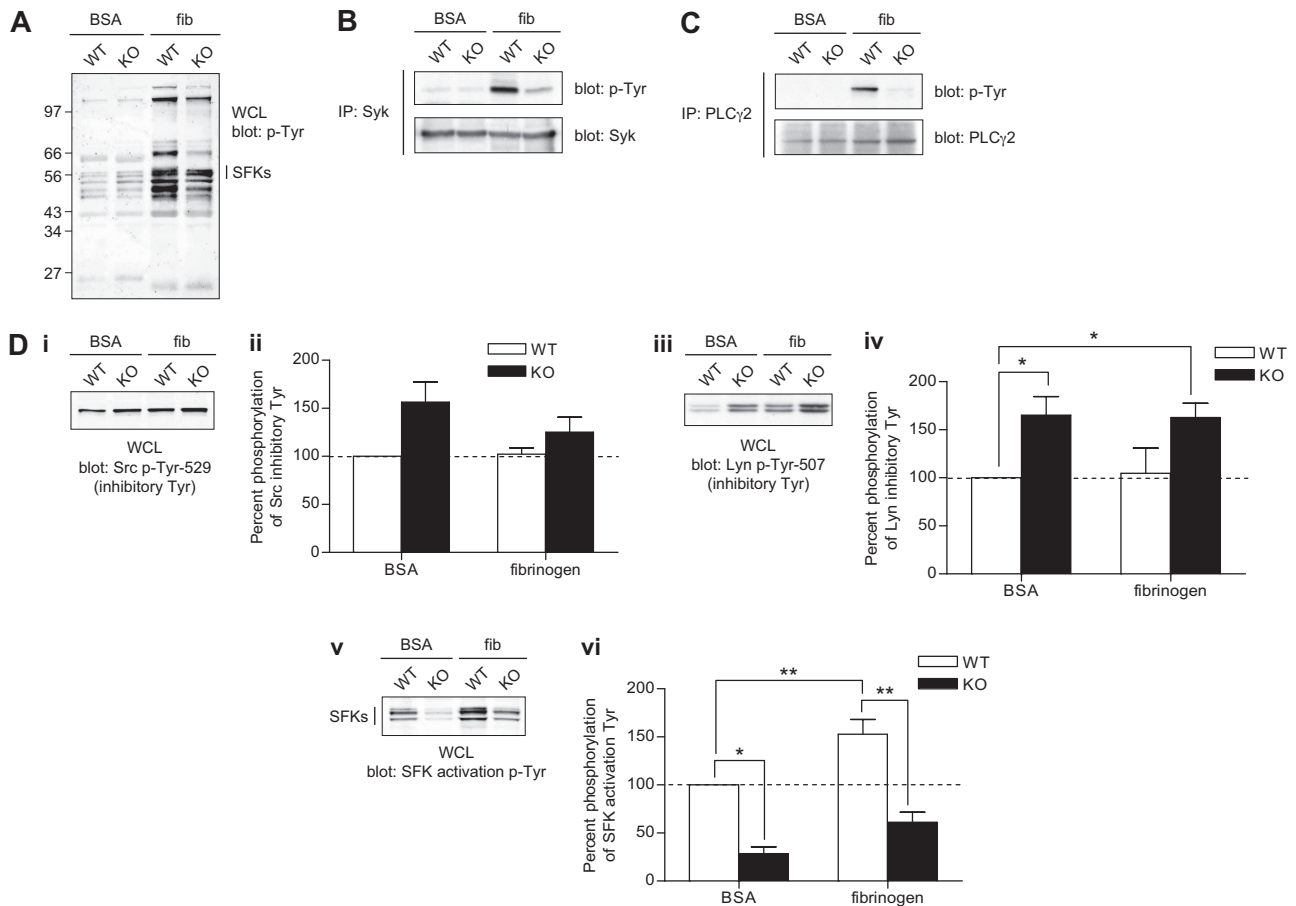 A
BSA fib
WT KO WT KO
97
66
56
43
34
27
WCL
blot: p-Tyr
SFKs
B
BSA fib
WT KO WT KO
IP: Syk
blot: p-Tyr
blot: Syk
C
BSA fib
WT KO WT KO
IP: PLCγ2
blot: p-Tyr
blot: PLCγ2
D
i
BSA fib
WT KO WT KO
WCL
blot: Src p-Tyr-529
(inhibitory Tyr)
ii
Percent phosphorylation
of Src inhibitory Tyr
200
150
100
50
0
WT
KO
BSA fibrinogen
iii
BSA fib
WT KO WT KO
WCL
blot: Lyn p-Tyr-507
(inhibitory Tyr)
iv
Percent phosphorylation
of Lyn inhibitory Tyr
200
150
100
50
0
*
*
WT
KO
BSA fibrinogen
v
BSA fib
WT KO WT KO
SFKs
WCL
blot: SFK activation p-Tyr
vi
Percent phosphorylation
of SFK activation Tyr
200
150
100
50
0
**
**
*
WT
KO
BSA fibrinogen